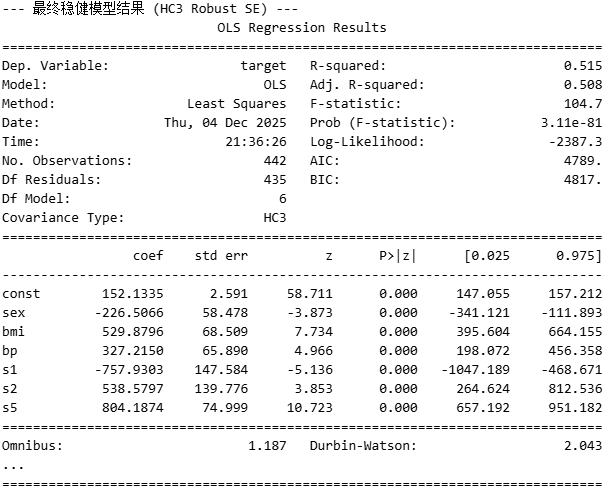 --- 最终稳健模型结果 (HC3 Robust SE) ---
OLS Regression Results
==============================================================================
Dep. Variable: target R-squared: 0.515
Model: OLS Adj. R-squared: 0.508
Method: Least Squares F-statistic: 104.7
Date: Thu, 04 Dec 2025 Prob (F-statistic): 3.11e-81
Time: 21:36:26 Log-Likelihood: -2387.3
No. Observations: 442 AIC: 4789.
Df Residuals: 435 BIC: 4817.
Df Model: 6
Covariance Type: HC3
==============================================================================
coef std err z P>|z| [0.025 0.975]
------------------------------------------------------------------------------
const 152.1335 2.591 58.711 0.000 147.055 157.212
sex -226.5066 58.478 -3.873 0.000 -341.121 -111.893
bmi 529.8796 68.509 7.734 0.000 395.604 664.155
bp 327.2150 65.890 4.966 0.000 198.072 456.358
s1 -757.9303 147.584 -5.136 0.000 -1047.189 -468.671
s2 538.5797 139.776 3.853 0.000 264.624 812.536
s5 804.1874 74.999 10.723 0.000 657.192 951.182
==============================================================================
Omnibus: 1.187 Durbin-Watson: 2.043
...
==============================================================================